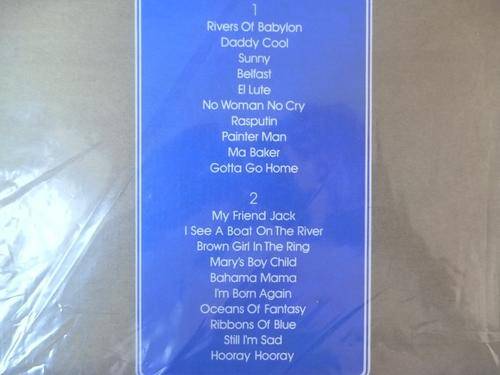 1
Rivers Of Babylon
Daddy Cool
Sunny
Belfast
El Lute
No Woman No Cry
Rasputin
Painter Man
Ma Baker
Gotta Go Home
2
My Friend Jack
I See A Boat On The River
Brown Girl In The Ring
Mary's Boy Child
Bahama Mama
I'm Born Again
Oceans Of Fantasy
Ribbons Of Blue
Still I'm Sad
Hooray Hooray